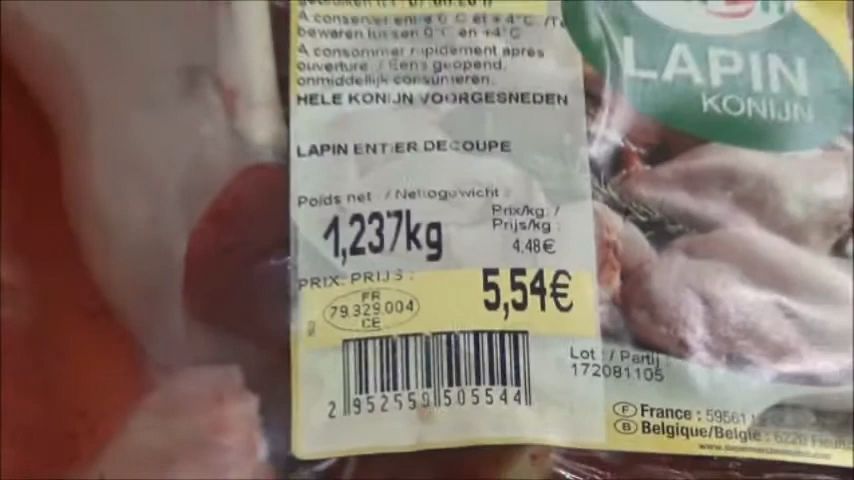 A conserver entre 0°C et + 4°C /Te
bewaren tussen 0°C en +4°C
A consommer rapidement après
ouverture. / Eens geopend,
onmiddellijk consumeren.
HELE KONIJN VOORGESNEDEN
LAPIN ENTIER DECOUPE
Poids net : / Nettogewicht :
1,237kg
Prix/kg: /
Prijs/kg :
4.48€
PRIX: PRIJS :
5,54€
FR
79.329.004
CE
2 952559 505544
Lot : / Partij
172081105
LAPIN
KONIJN
F France : 59561
B Belgique/België : 6220